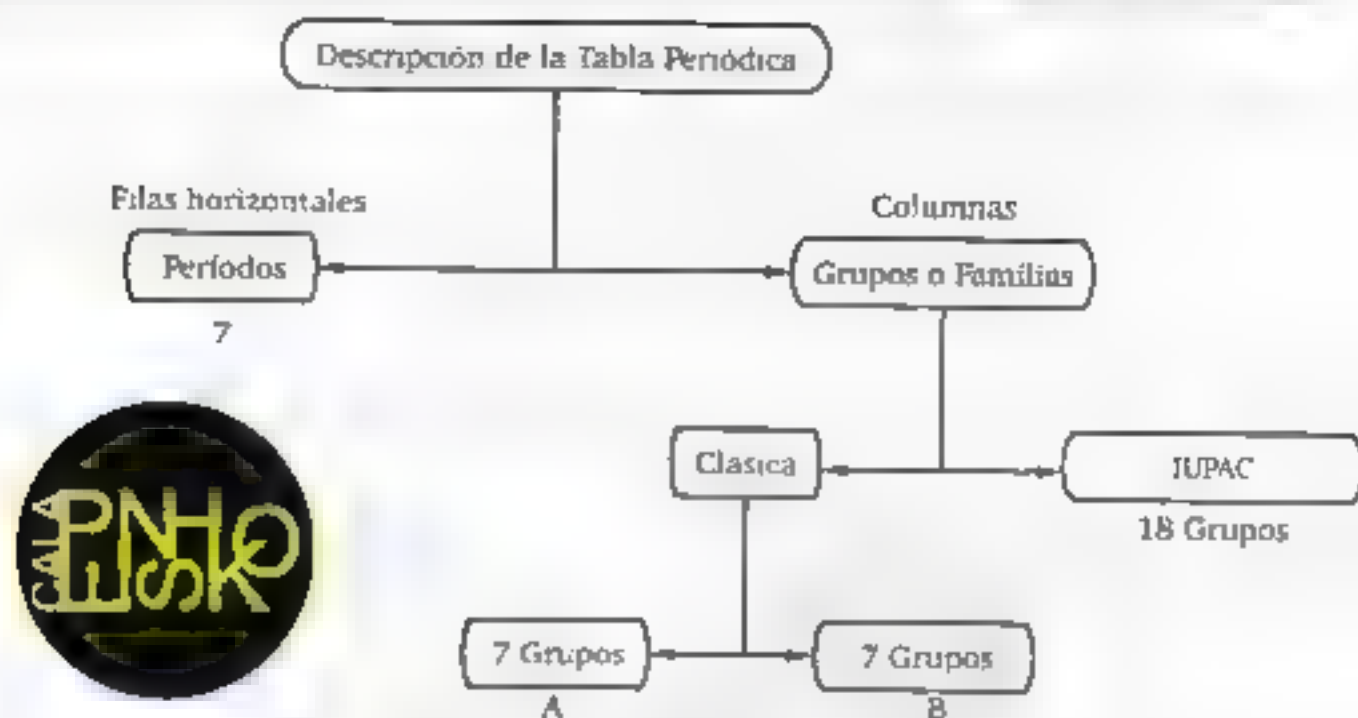 Descripción de la Tabla Periódica
Filas horizontales
Columnas
Períodos
Grupos o Familias
7
Clasica
IUPAC
18 Grupos
CALA
7 Grupos
7 Grupos
A
B